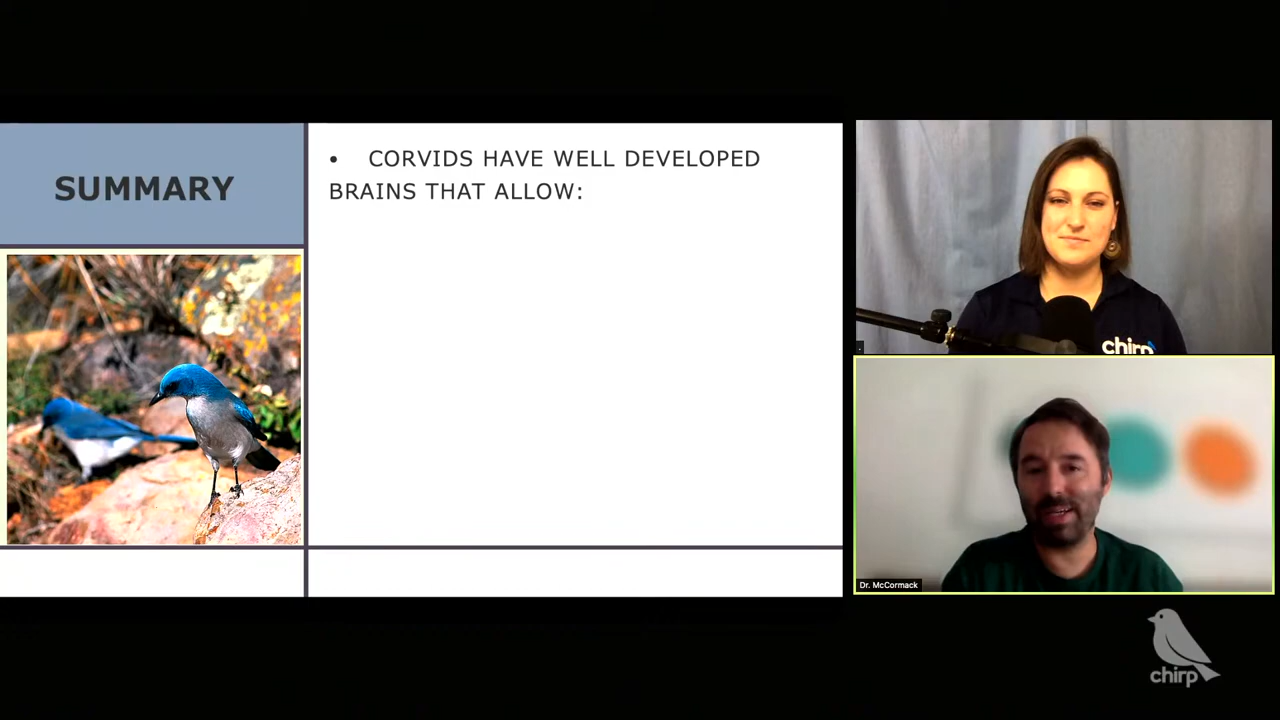 SUMMARY
• CORVIDS HAVE WELL DEVELOPED
BRAINS THAT ALLOW:
chirp
Dr. McCormack
chirp